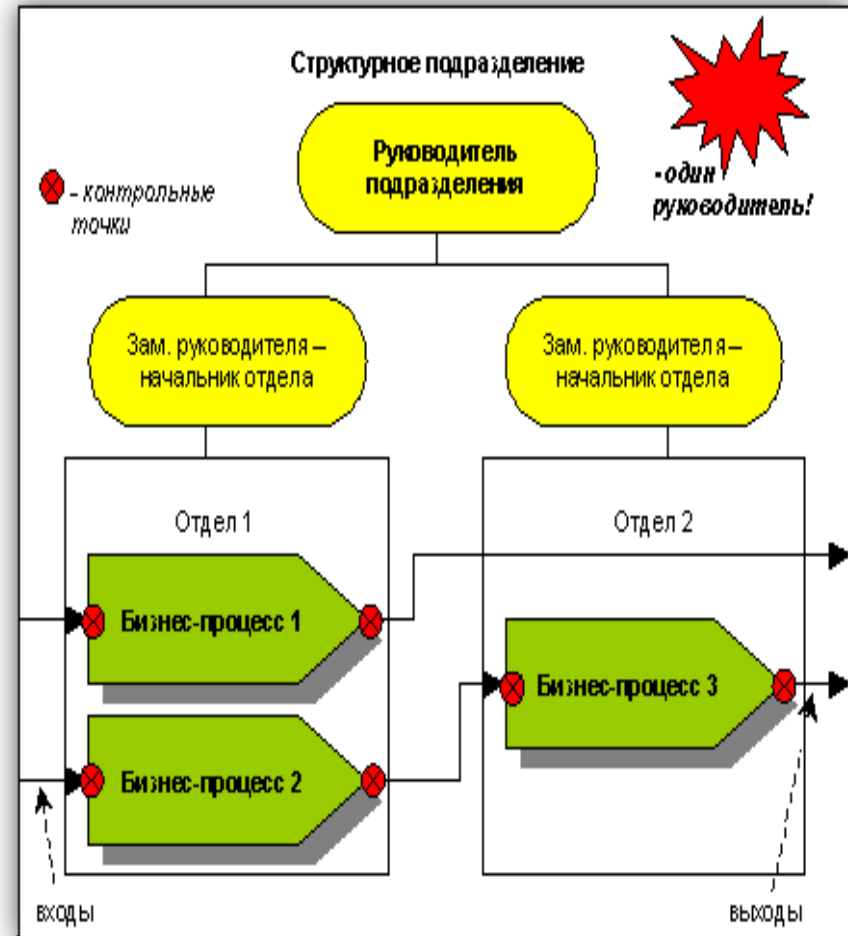 Структурное подразделение
Руководитель
подразделения
- контрольные
точки
- один
руководитель!
Зам. руководителя –
начальник отдела
Зам. руководителя –
начальник отдела
Отдел 1
Отдел 2
Бизнес-процесс 1
Бизнес-процесс 3
Бизнес-процесс 2
входы
выходы